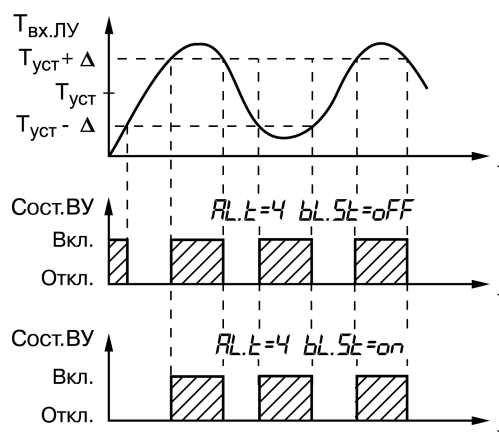 Tвх.ЛУ
Tуст + Δ
Tуст
Tуст - Δ
Сост.ВУ
AL.t=4 bL.St=oFF
Вкл.
Откл.
Сост.ВУ
AL.t=4 bL.St=on
Вкл.
Откл.